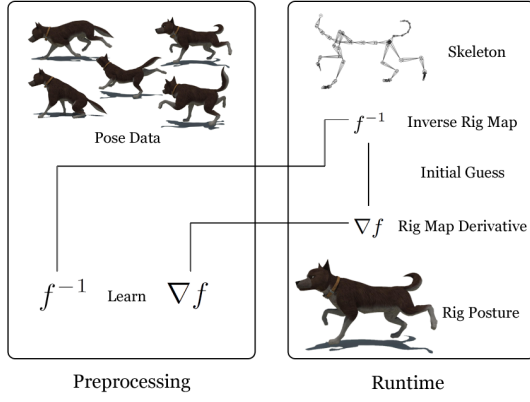 Pose Data
f⁻¹ Learn ∇f
Preprocessing
Skeleton
f⁻¹ Inverse Rig Map
Initial Guess
∇f Rig Map Derivative
Rig Posture
Runtime